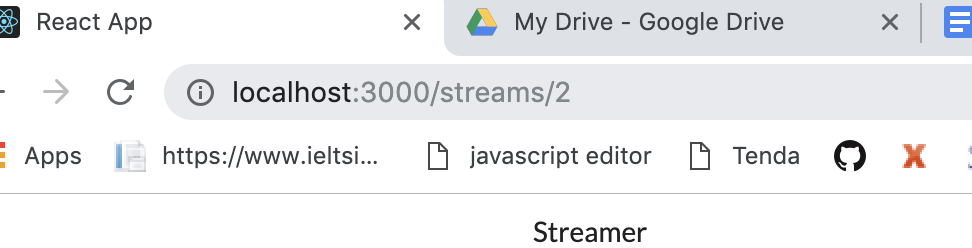 React App
My Drive - Google Drive
localhost:3000/streams/2
Apps
https://www.ieltsi...
javascript editor
Tenda
Streamer